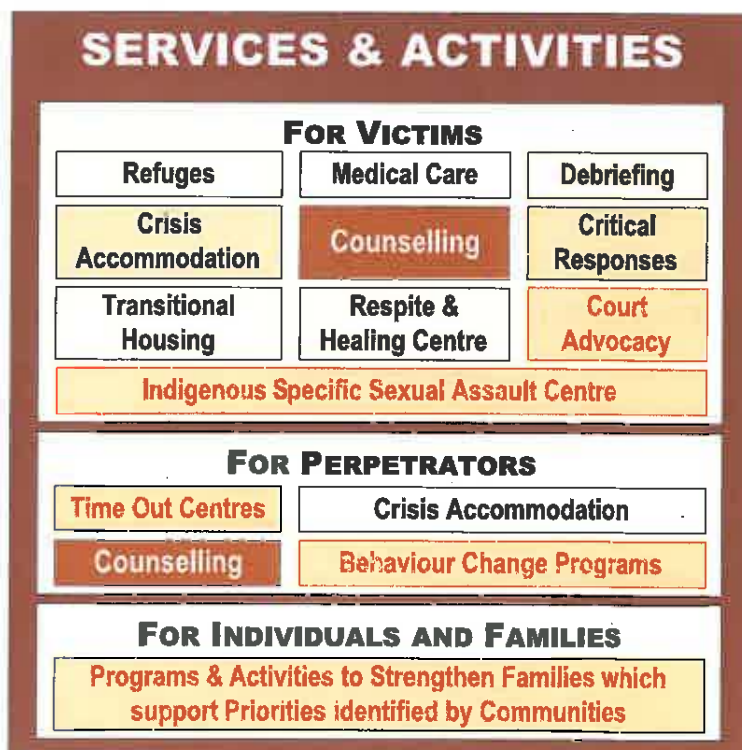 SERVICES & ACTIVITIES
FOR VICTIMS
Refuges
Medical Care
Debriefing
Crisis
Accommodation
Counselling
Critical
Responses
Transitional
Housing
Respite &
Healing Centre
Court
Advocacy
Indigenous Specific Sexual Assault Centre
FOR PERPETRATORS
Time Out Centres
Crisis Accommodation
Counselling
Behaviour Change Programs
FOR INDIVIDUALS AND FAMILIES
Programs & Activities to Strengthen Families which
support Priorities identified by Communities